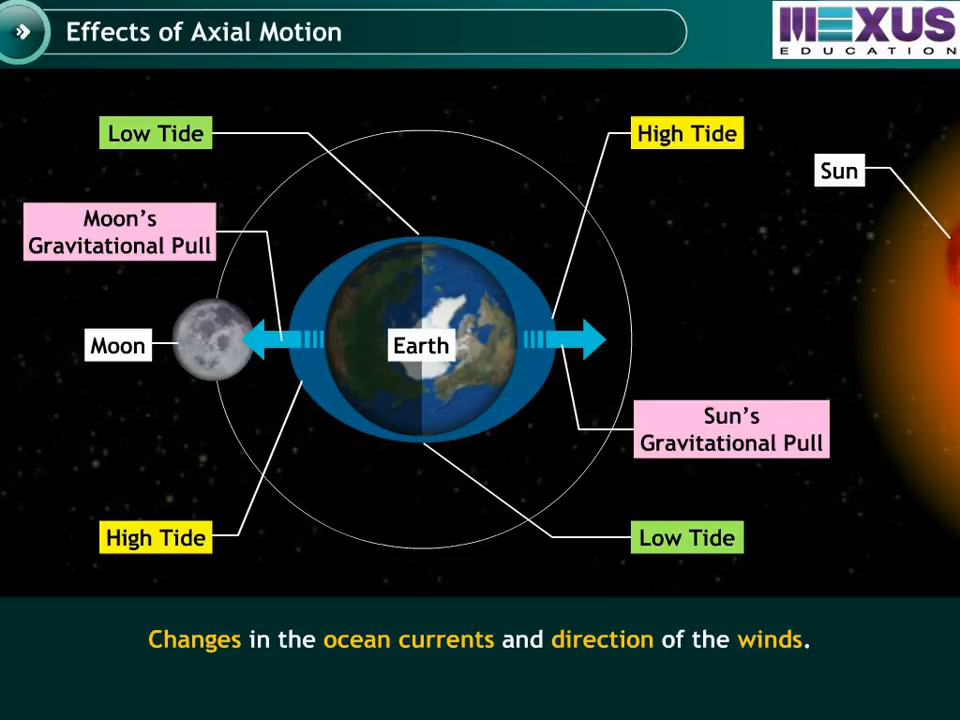 Effects of Axial Motion
MEXUS
EDUCATION
Low Tide
High Tide
Sun
Moon's
Gravitational Pull
Moon
Earth
Sun's
Gravitational Pull
High Tide
Low Tide
Changes in the ocean currents and direction of the winds.